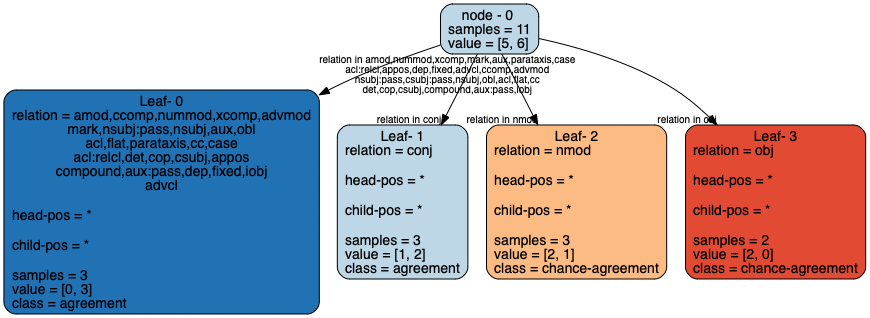 node - 0
samples = 11
value = [5, 6]
relation in amod,nummod,xcomp,mark,aux,parataxis,case
acl:relcl,appos,dep,fixed,advcl,ccomp,advmod
nsubj:pass,csubj:pass,nsubj,obl,acl,flat,cc
det,cop,csubj,compound,aux:pass,iobj
relation in conj
relation in nmod
relation in obj
Leaf- 0
relation = amod,ccomp,nummod,xcomp,advmod
mark,nsubj:pass,nsubj,aux,obl
acl,flat,parataxis,cc,case
acl:relcl,det,cop,csubj,appos
compound,aux:pass,dep,fixed,iobj
advcl
head-pos = *
child-pos = *
samples = 3
value = [0, 3]
class = agreement
Leaf- 1
relation = conj
head-pos = *
child-pos = *
samples = 3
value = [1, 2]
class = agreement
Leaf- 2
relation = nmod
head-pos = *
child-pos = *
samples = 3
value = [2, 1]
class = chance-agreement
Leaf- 3
relation = obj
head-pos = *
child-pos = *
samples = 2
value = [2, 0]
class = chance-agreement